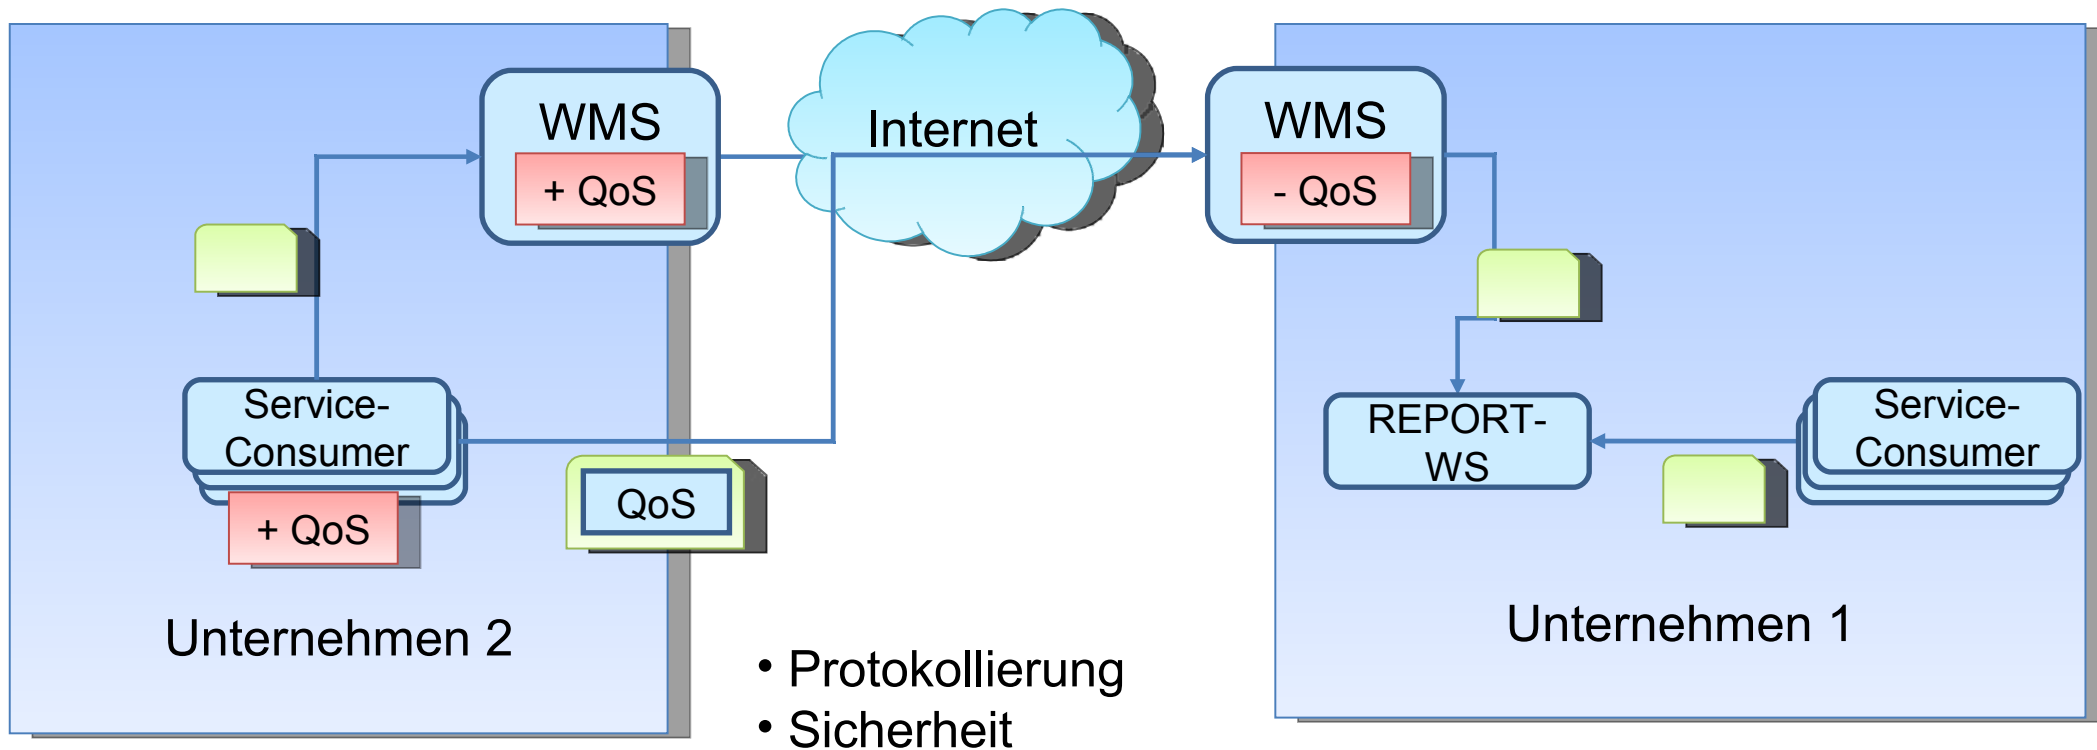 WMS
+ QoS
Internet
WMS
- QoS
Service-
Consumer
+ QoS
QoS
REPORT-
WS
Service-
Consumer
Unternehmen 2
Unternehmen 1
• Protokollierung
• Sicherheit